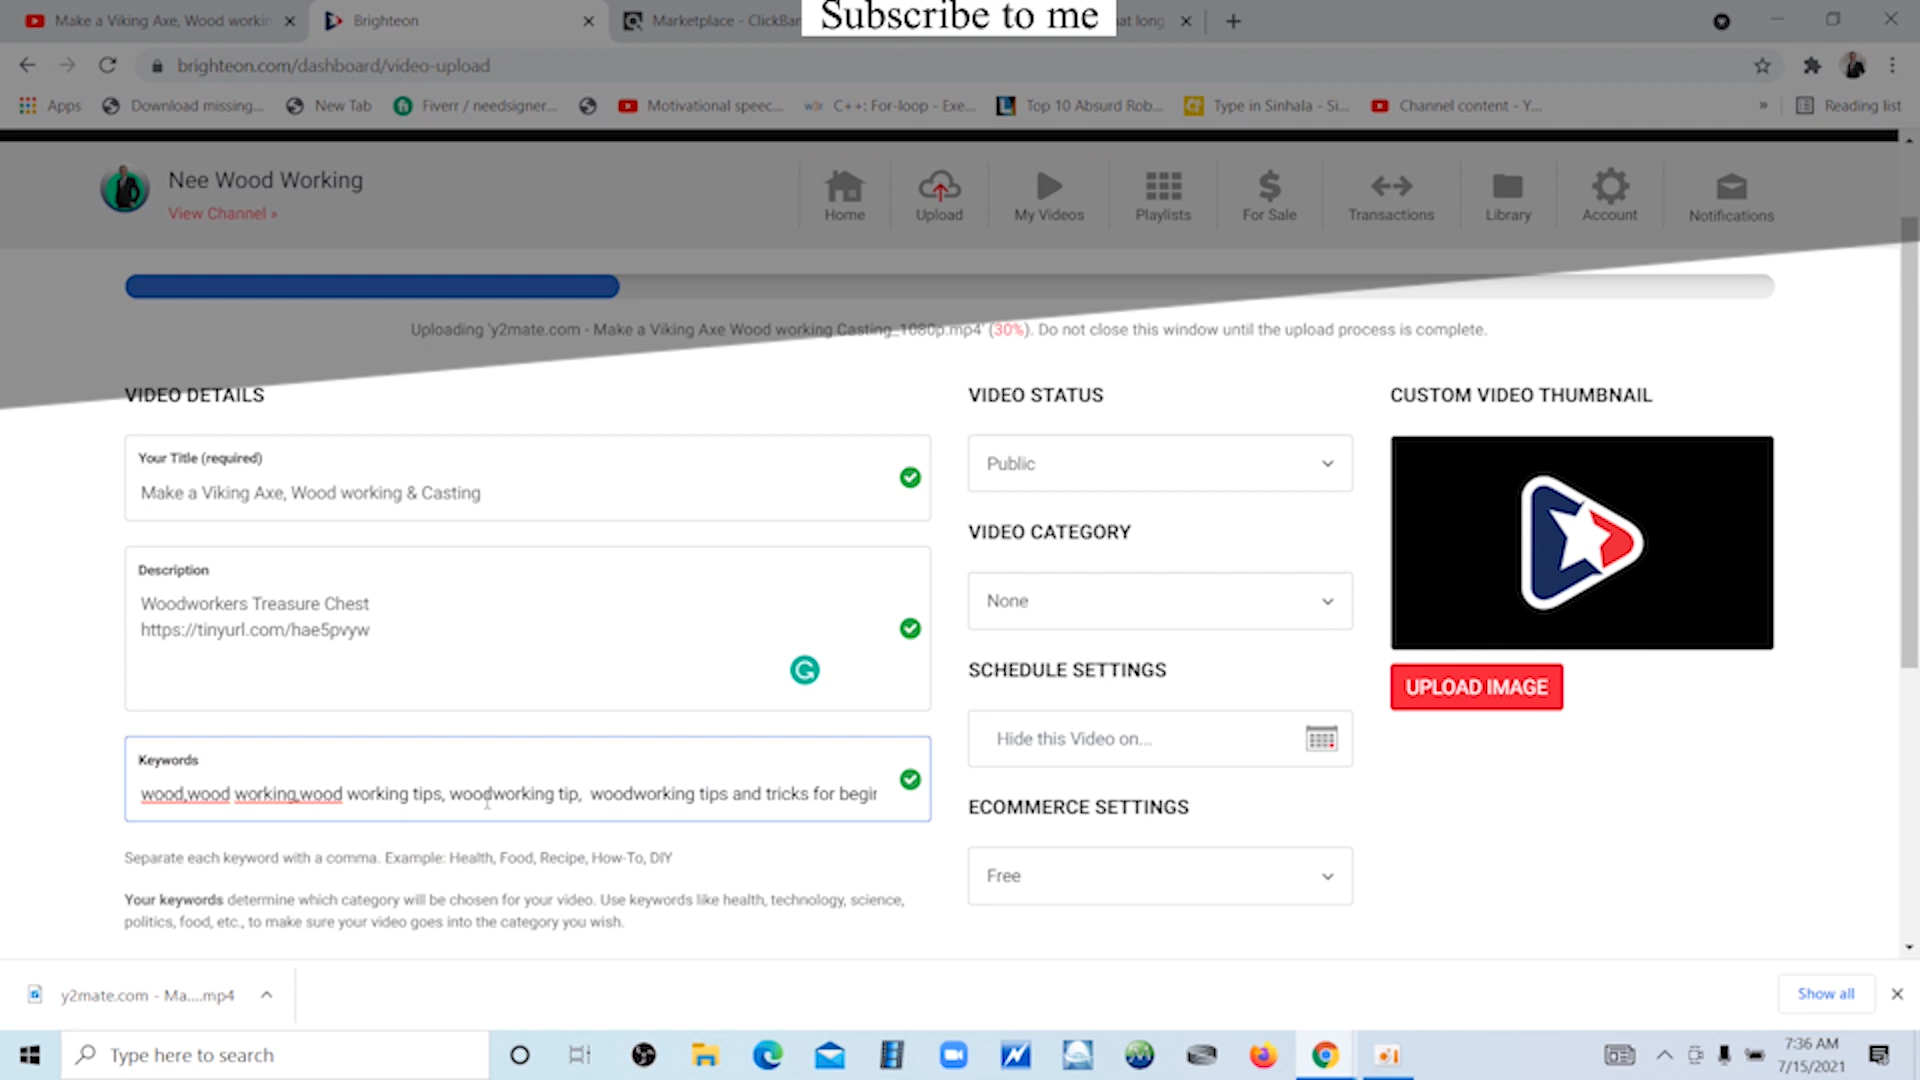 Subscribe to me
Make a Viking Axe, Wood workin
Brighteon
Marketplace - ClickBan
at long
brighteon.com/dashboard/video-upload
Apps
Download missing...
New Tab
Fiverr / needsigner...
Motivational speec...
C++: For-loop - Exe...
Top 10 Absurd Rob...
Type in Sinhala - Si...
Channel content - Y...
»
Reading list
Nee Wood Working
View Channel »
Home
Upload
My Videos
Playlists
For Sale
Transactions
Library
Account
Notifications
Uploading 'y2mate.com - Make a Viking Axe Wood working Casting_1080p.mp4' (30%). Do not close this window until the upload process is complete.
VIDEO DETAILS
Your Title (required)
Make a Viking Axe, Wood working & Casting
Description
Woodworkers Treasure Chest
https://tinyurl.com/hae5pvyw
Keywords
wood,wood working,wood working tips, woodworking tip,  woodworking tips and tricks for begin
Separate each keyword with a comma. Example: Health, Food, Recipe, How-To, DIY
Your keywords determine which category will be chosen for your video. Use keywords like health, technology, science,
politics, food, etc., to make sure your video goes into the category you wish.
VIDEO STATUS
Public
VIDEO CATEGORY
None
SCHEDULE SETTINGS
Hide this Video on...
ECOMMERCE SETTINGS
Free
CUSTOM VIDEO THUMBNAIL
UPLOAD IMAGE
y2mate.com - Ma....mp4
Show all
Type here to search
7:36 AM
7/15/2021